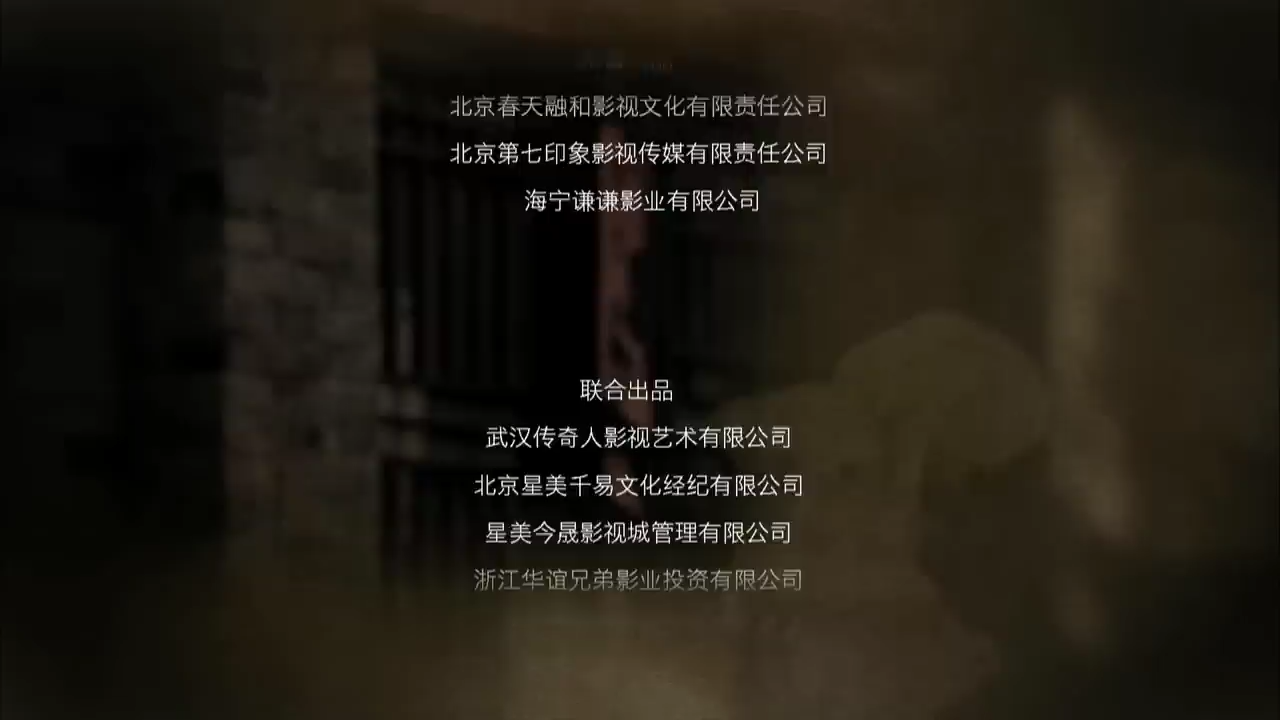 北京春天融和影视文化有限责任公司
北京第七印象影视传媒有限责任公司
海宁谦谦影业有限公司
联合出品
武汉传奇人影视艺术有限公司
北京星美千易文化经纪有限公司
星美今晟影视城管理有限公司
浙江华谊兄弟影业投资有限公司